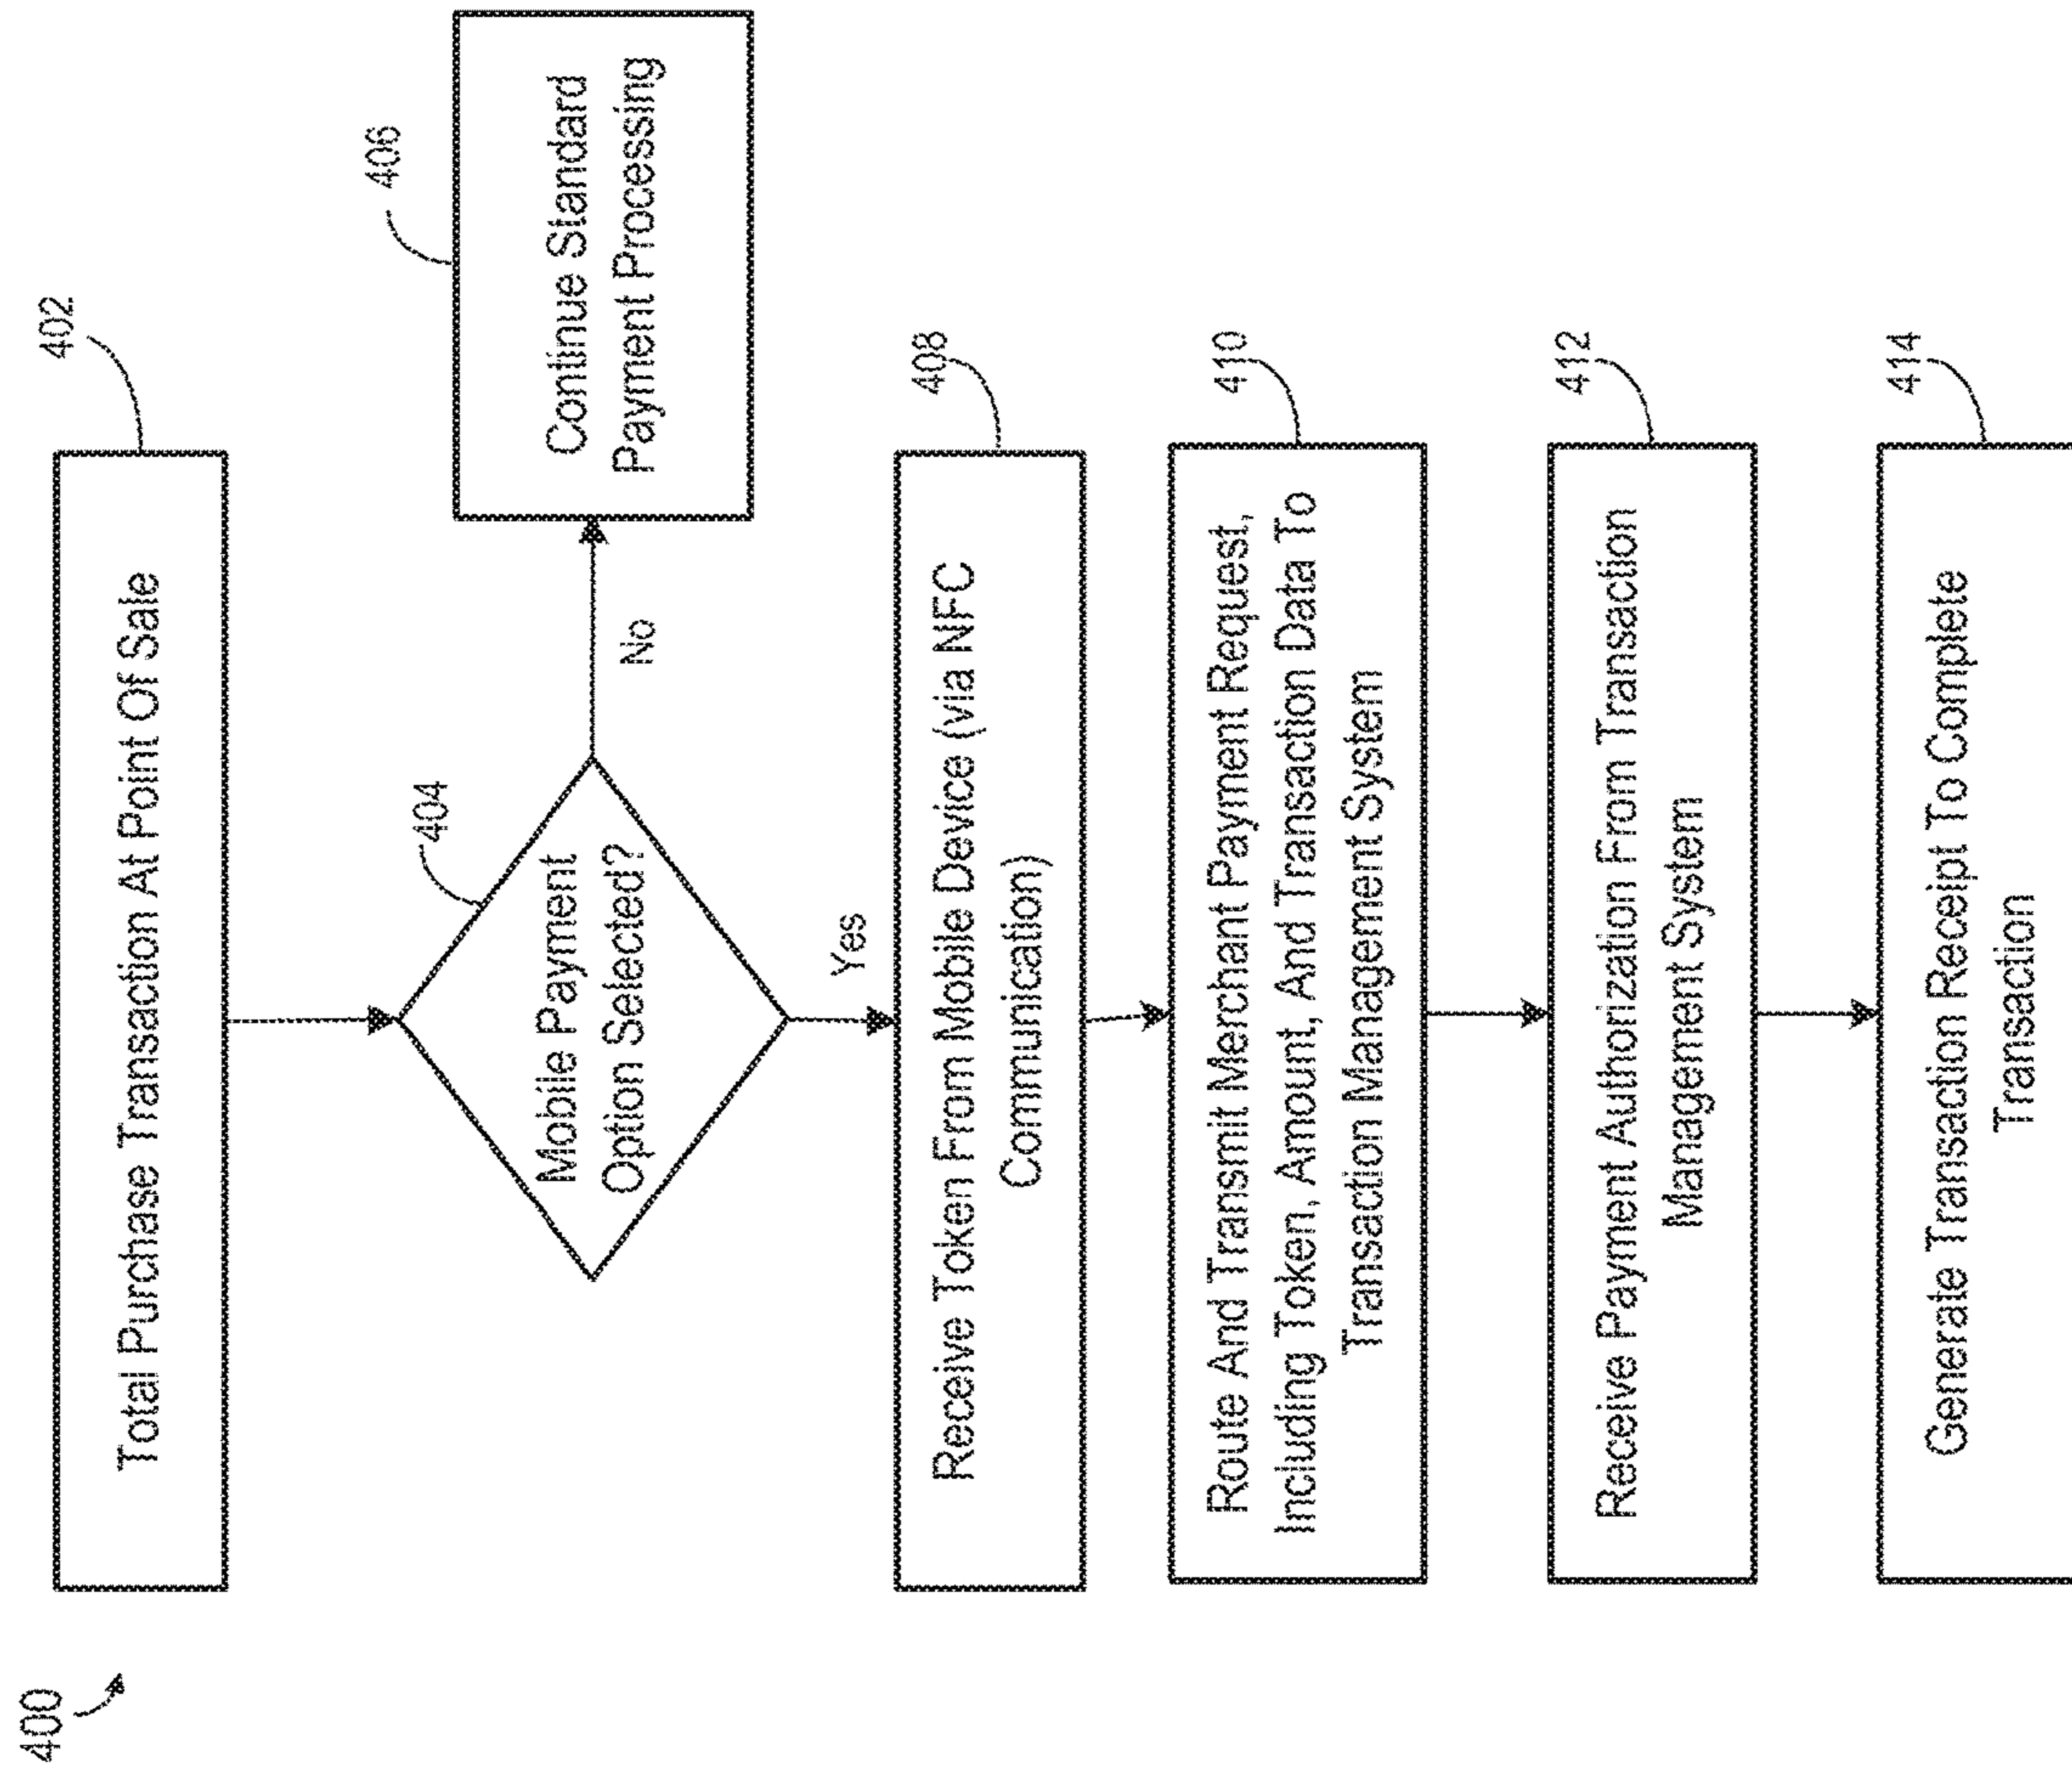 400
402
Total Purchase Transaction At Point Of Sale
404
Mobile Payment
Option Selected?
No
406
Continue Standard
Payment Processing
Yes
408
Receive Token From Mobile Device (via NFC
Communication)
410
Route And Transmit Merchant Payment Request,
Including Token, Amount, And Transaction Data To
Transaction Management System
412
Receive Payment Authorization From Transaction
Management System
414
Generate Transaction Receipt To Complete
Transaction